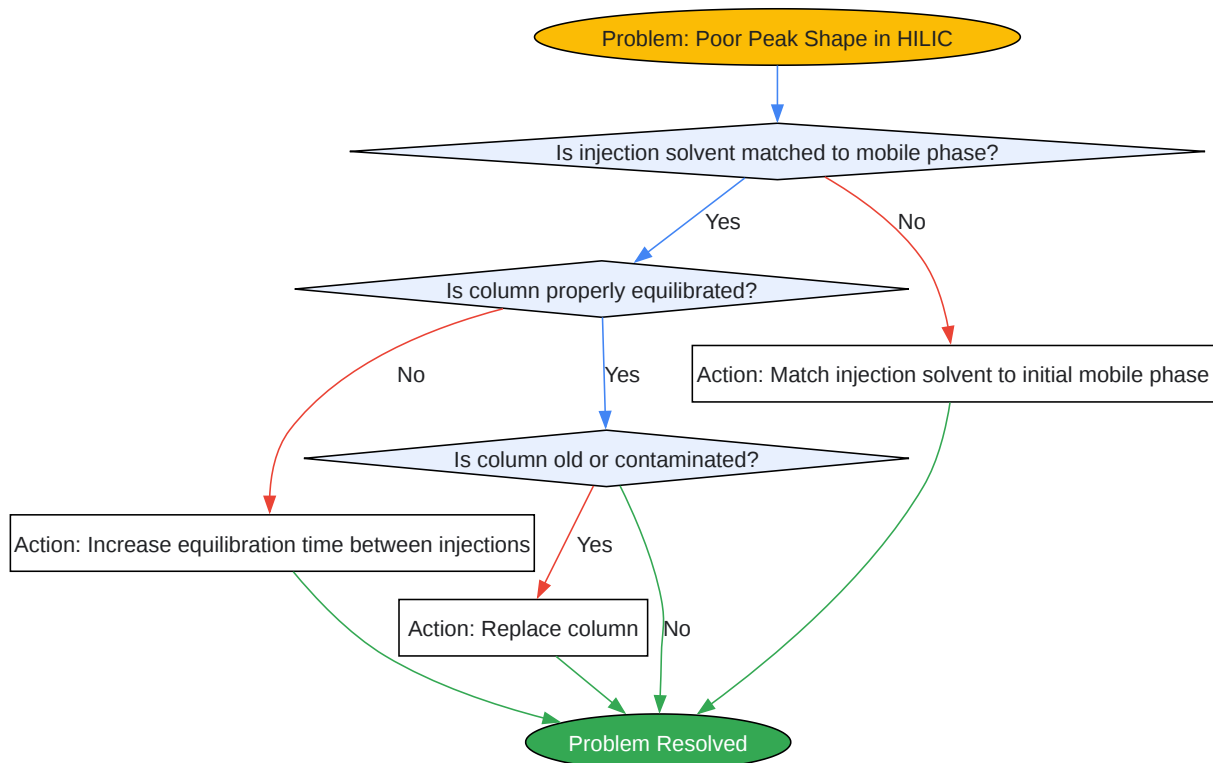 Problem: Poor Peak Shape in HILIC
Is injection solvent matched to mobile phase?
Yes
No
Is column properly equilibrated?
No
Yes
Action: Match injection solvent to initial mobile phase
Is column old or contaminated?
Action: Increase equilibration time between injections
Yes
Action: Replace column
No
Problem Resolved